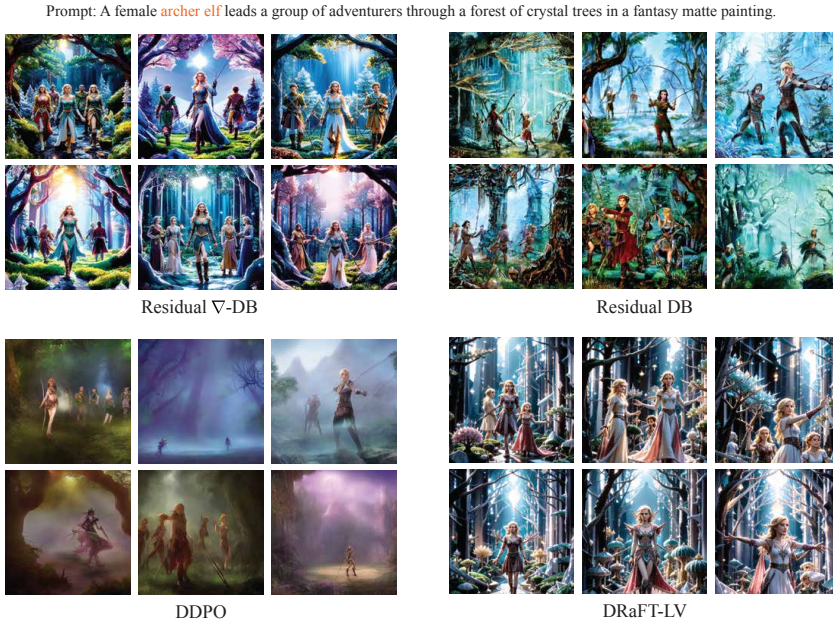 Prompt: A female archer elf leads a group of adventurers through a forest of crystal trees in a fantasy matte painting.
Residual ∇-DB
Residual DB
DDPO
DRaFT-LV